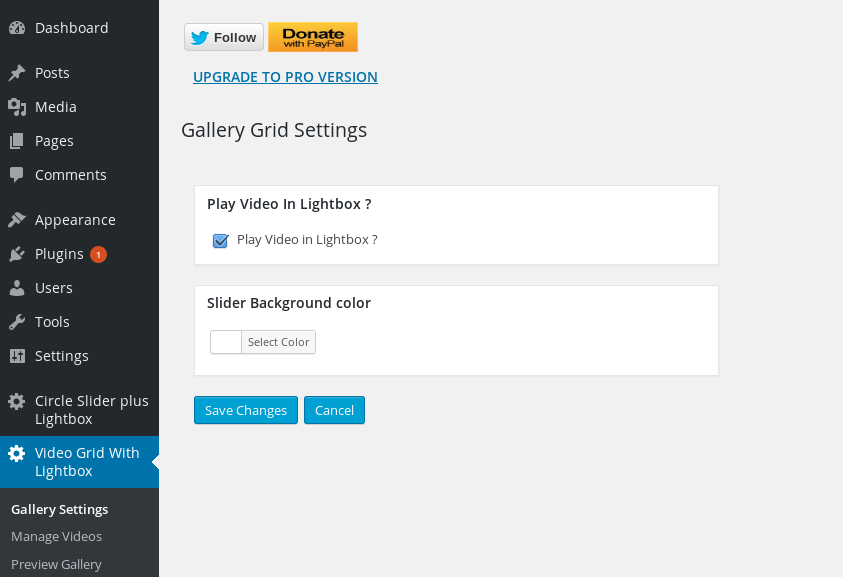 Dashboard
Posts
Media
Pages
Comments
Appearance
Plugins 1
Users
Tools
Settings
Circle Slider plus
Lightbox
Video Grid With
Lightbox
Gallery Settings
Manage Videos
Preview Gallery
Follow
Donate
with PayPal
UPGRADE TO PRO VERSION
Gallery Grid Settings
Play Video In Lightbox ?
Play Video in Lightbox ?
Slider Background color
Select Color
Save Changes
Cancel